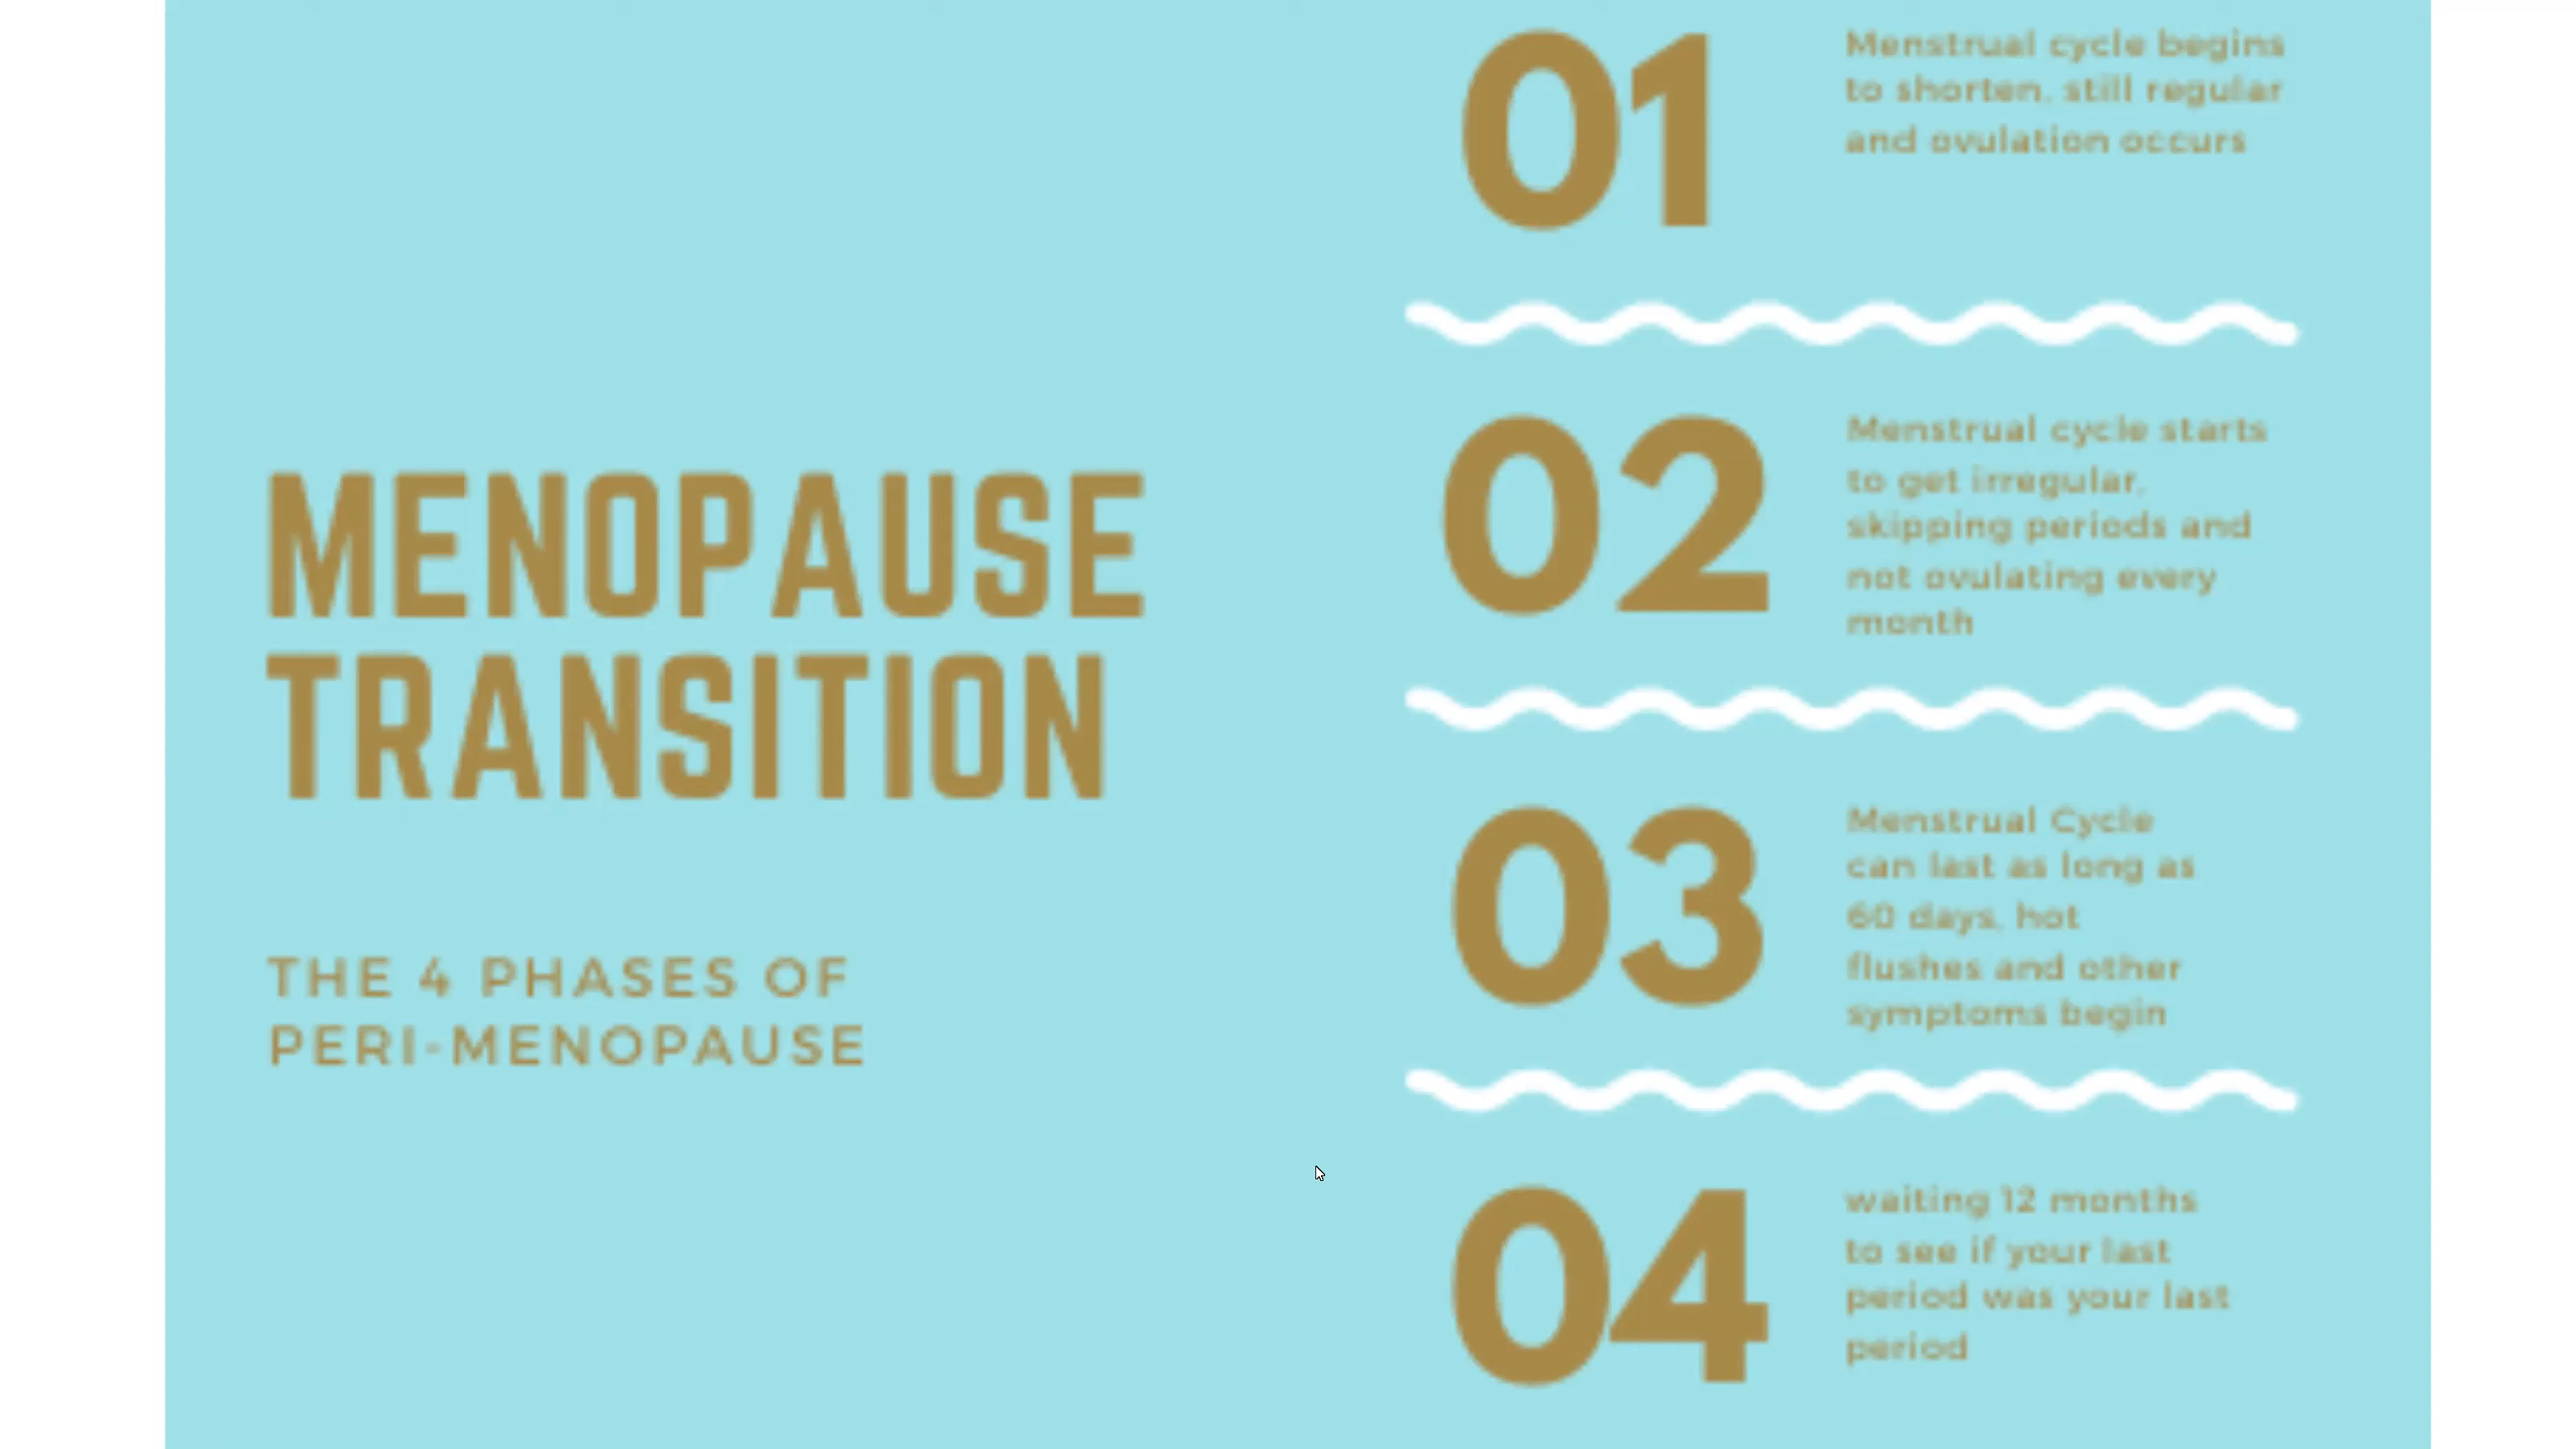 MENOPAUSE
TRANSITION
THE 4 PHASES OF
PERI-MENOPAUSE
01
Menstrual cycle begins
to shorten, still regular
and ovulation occurs
02
Menstrual cycle starts
to get irregular,
skipping periods and
not ovulating every
month
03
Menstrual Cycle
can last as long as
60 days, hot
flushes and other
symptoms begin
04
waiting 12 months
to see if your last
period was your last
period